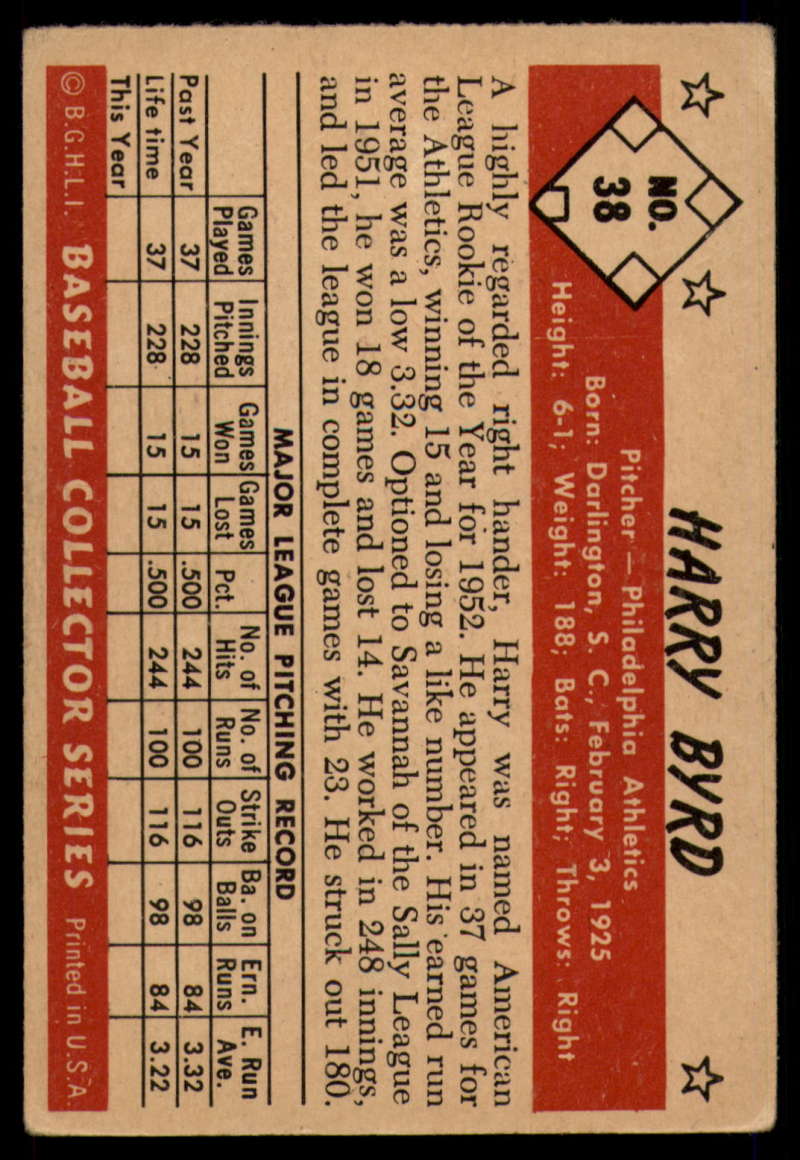 HARRY BYRD
NO.
38
Pitcher — Philadelphia Athletics
Born: Darlington, S. C., February 3, 1925
Height: 6-1; Weight: 188; Bats: Right; Throws: Right
A highly regarded right hander, Harry was named American
League Rookie of the Year for 1952. He appeared in 37 games for
the Athletics, winning 15 and losing a like number. His earned run
average was a low 3.32. Optioned to Savannah of the Sally League
in 1951, he won 18 games and lost 14. He worked in 248 innings,
and led the league in complete games with 23. He struck out 180.
MAJOR LEAGUE PITCHING RECORD
Games Innings Games Games No. of No. of Strike Ba. on Ern. E. Run
Played Pitched Won Lost Pct. Hits Runs Outs Balls Runs Ave.
Past Year 37 228 15 15 .500 244 100 116 98 84 3.32
Life time 37 228 15 15 .500 244 100 116 98 84 3.22
This Year
© B.G.H.L.I. BASEBALL COLLECTOR SERIES Printed in U.S.A.